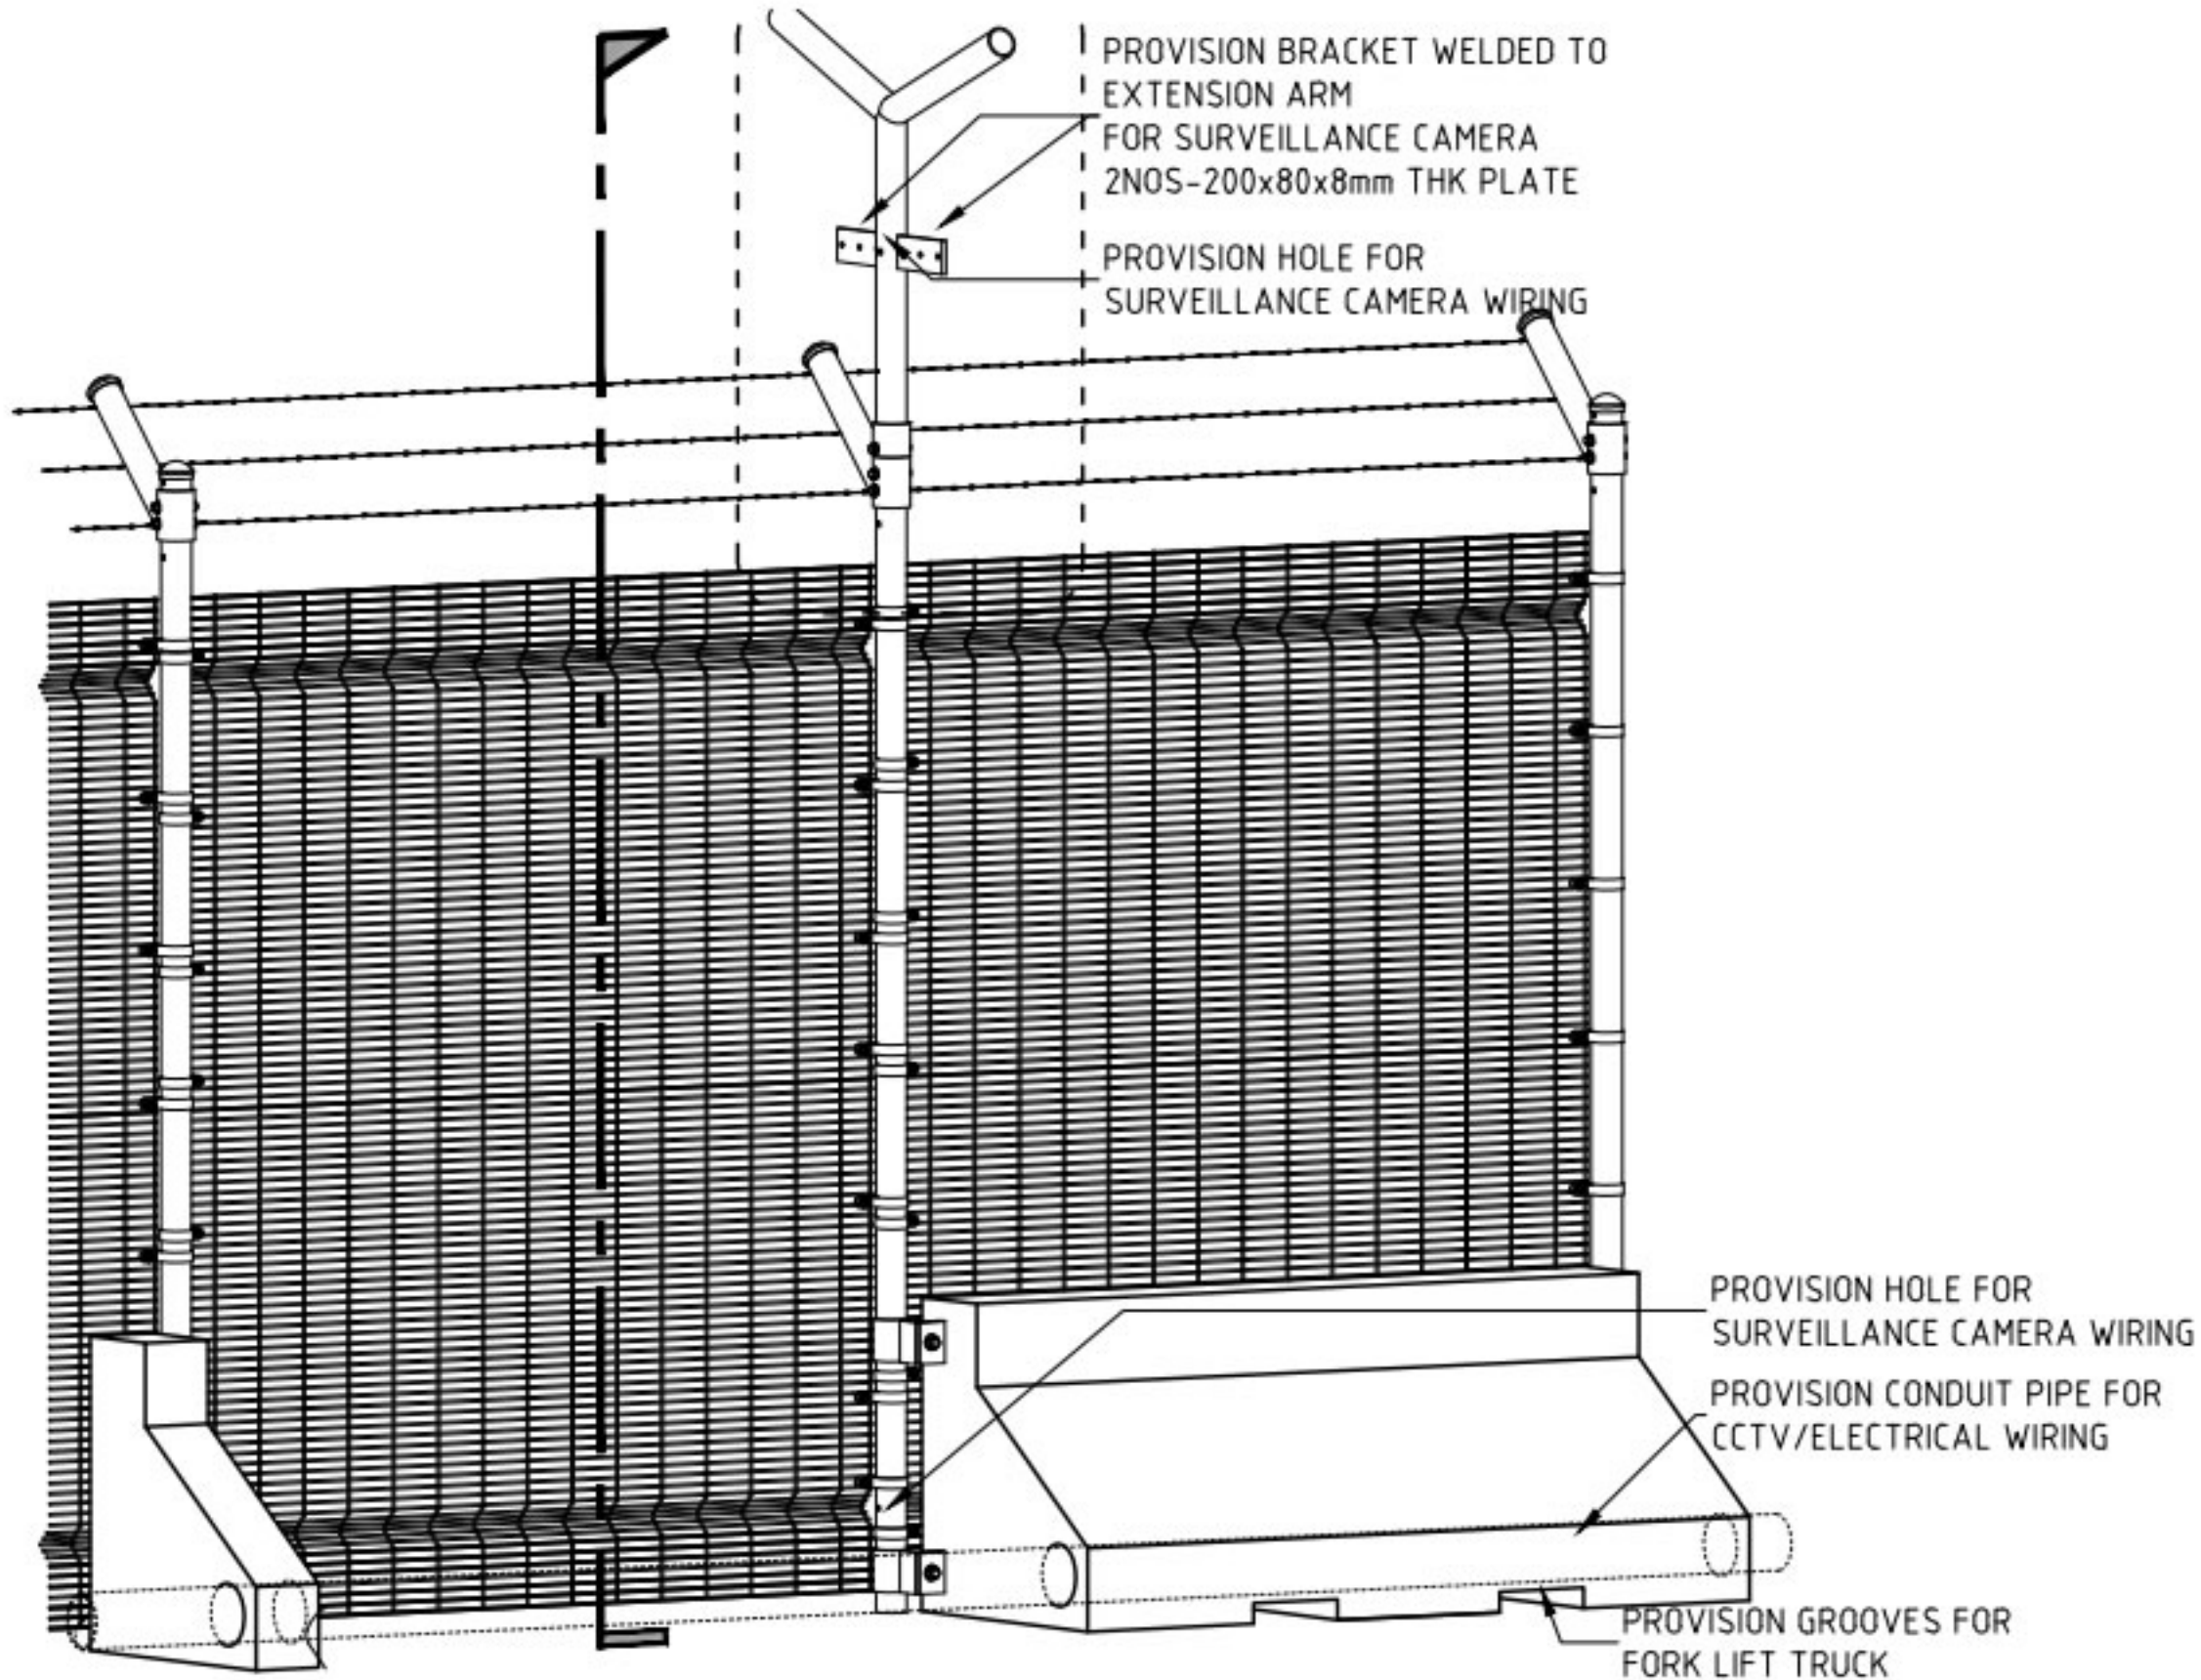 PROVISION BRACKET WELDED TO
EXTENSION ARM
FOR SURVEILLANCE CAMERA
2NOS-200x80x8mm THK PLATE
PROVISION HOLE FOR
SURVEILLANCE CAMERA WIRING
PROVISION HOLE FOR
SURVEILLANCE CAMERA WIRING
PROVISION CONDUIT PIPE FOR
CCTV/ELECTRICAL WIRING
PROVISION GROOVES FOR
FORK LIFT TRUCK